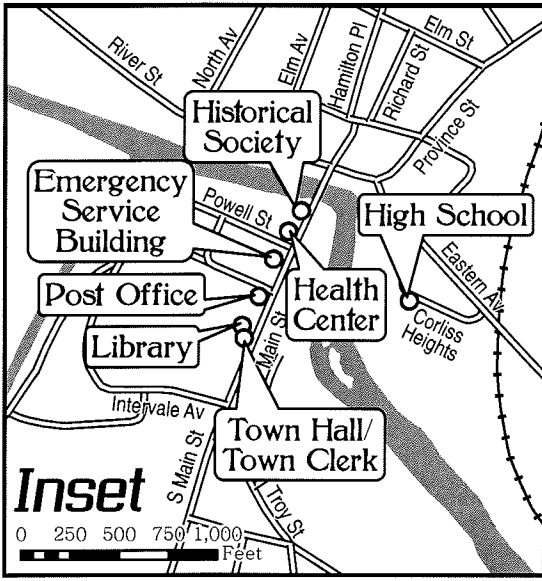 Elm St
River St
North Av
Elm Av
Hamilton Pl
Richard St
Province St
Historical
Society
Emergency
Service
Building
Powell St
High School
Eastern Av
Post Office
Health
Center
Corliss
Heights
Library
Main St
Intervale Av
Town Hall/
Town Clerk
S Main St
Troy St
Inset
0 250 500 750 1,000
Feet